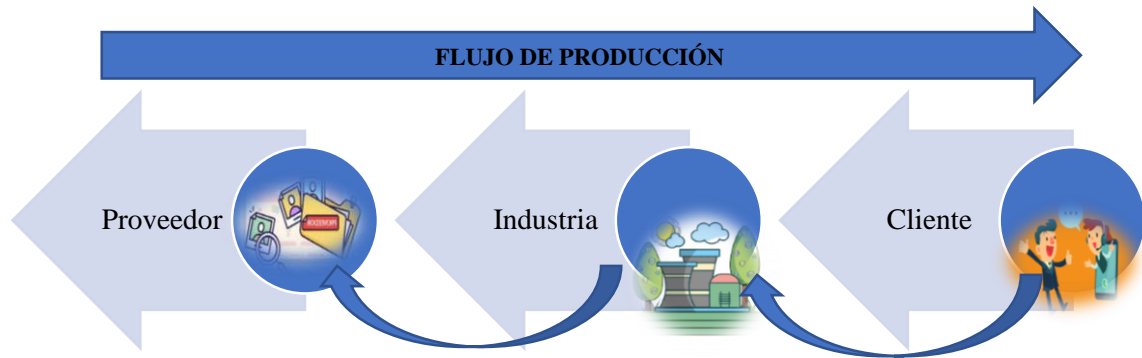 FLUJO DE PRODUCCIÓN
Proveedor
Industria
Cliente